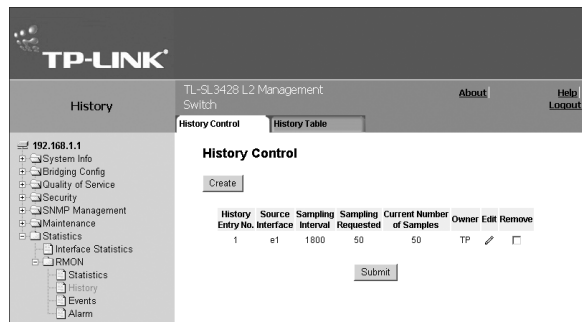 TP-LINK
History
TL-SL3428 L2 Management
Switch
About
Help
Logout
History Control
History Table
192.168.1.1
System Info
Bridging Config
Quality of Service
Security
SNMP Management
Maintenance
Statistics
Interface Statistics
RMON
Statistics
History
Events
Alarm
History Control
Create
History Entry No. Source Interface Sampling Interval Sampling Requested Current Number of Samples Owner Edit Remove
1 e1 1800 50 50 TP
Submit